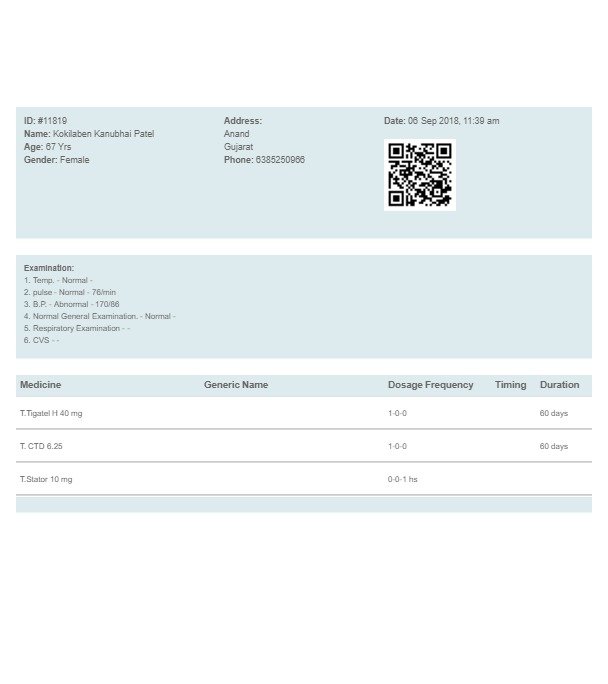 ID: #11819
Name: Kokilaben Kanubhai Patel
Age: 67 Yrs
Gender: Female
Address:
Anand
Gujarat
Phone: 6385250966
Date: 06 Sep 2018, 11:39 am
Examination:
1. Temp. - Normal -
2. pulse - Normal - 76/min
3. B.P. - Abnormal - 170/86
4. Normal General Examination. - Normal -
5. Respiratory Examination - -
6. CVS - -
Medicine Generic Name Dosage Frequency Timing Duration
T.Tigatel H 40 mg 1-0-0 60 days
T. CTD 6.25 1-0-0 60 days
T.Stator 10 mg 0-0-1 hs